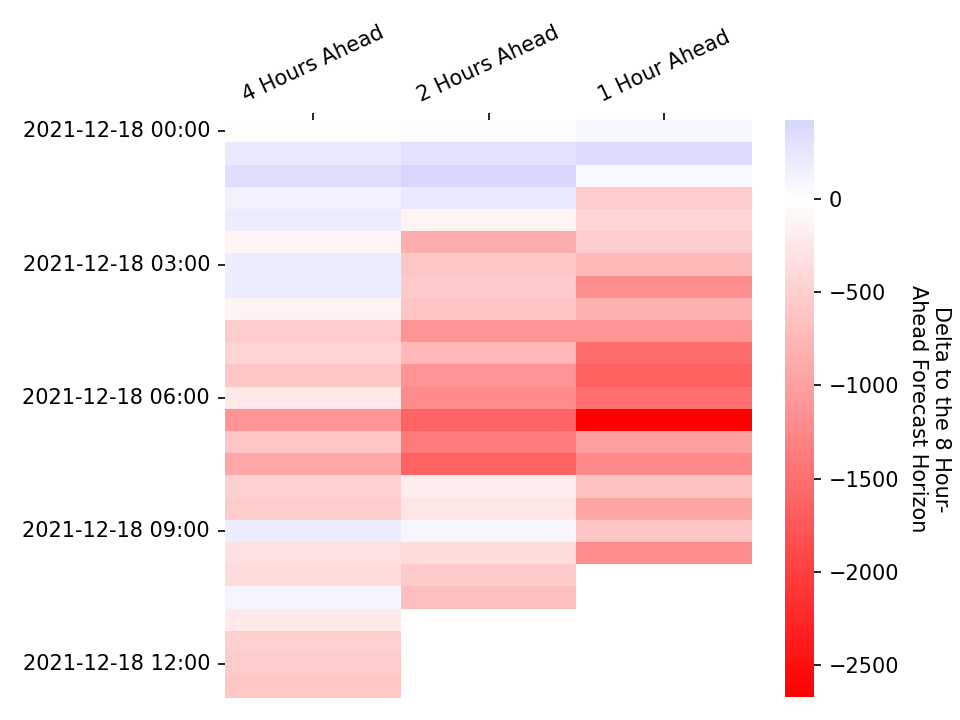 4 Hours Ahead
2 Hours Ahead
1 Hour Ahead
2021-12-18 00:00
2021-12-18 03:00
2021-12-18 06:00
2021-12-18 09:00
2021-12-18 12:00
0
−500
−1000
−1500
−2000
−2500
Delta to the 8 Hour-
Ahead Forecast Horizon